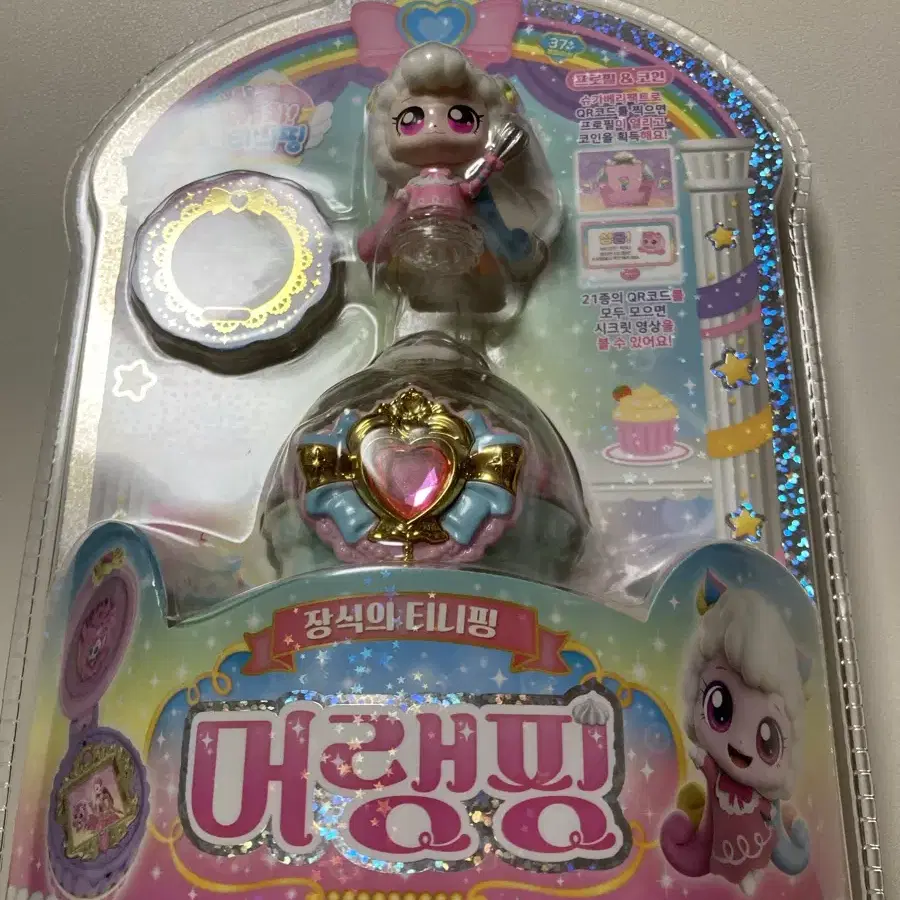 37+
프로필 & 코인
슈가베리팩트로
QR코드를 찍으면
프로필이 열리고
코인을 획득해요!
21종의 QR코드를
모두 모으면
시크릿 영상을
볼 수 있어요!
장식의 티니핑
머랭핑